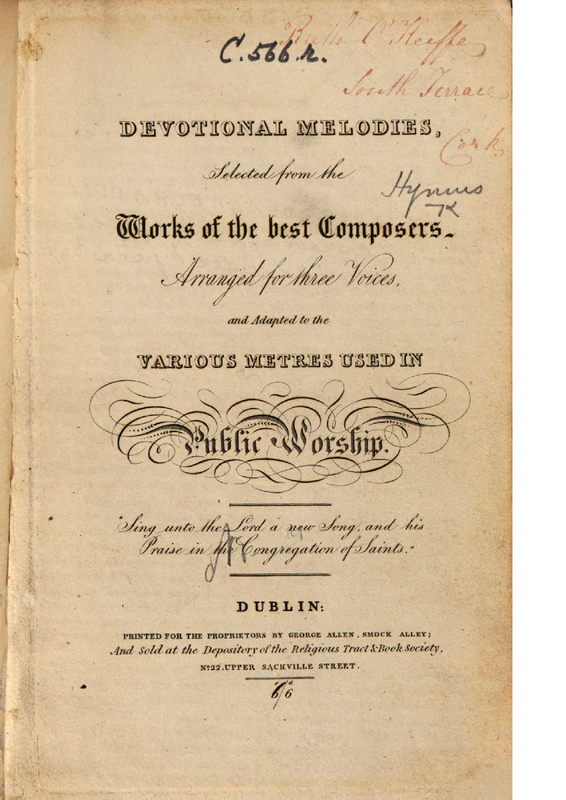 C.566.r.
Ruth O'Keeffe
South Terrace
Cork
DEVOTIONAL MELODIES,
Selected from the
Hymns
Works of the best Composers.
Arranged for three Voices,
and Adapted to the
VARIOUS METRES USED IN
Public Worship.
"Sing unto the Lord a new Song, and his
Praise in the Congregation of Saints."
DUBLIN:
PRINTED FOR THE PROPRIETORS BY GEORGE ALLEN, SMOCK ALLEY;
And Sold at the Depository of the Religious Tract & Book Society,
No. 22. UPPER SACKVILLE STREET.
6/6